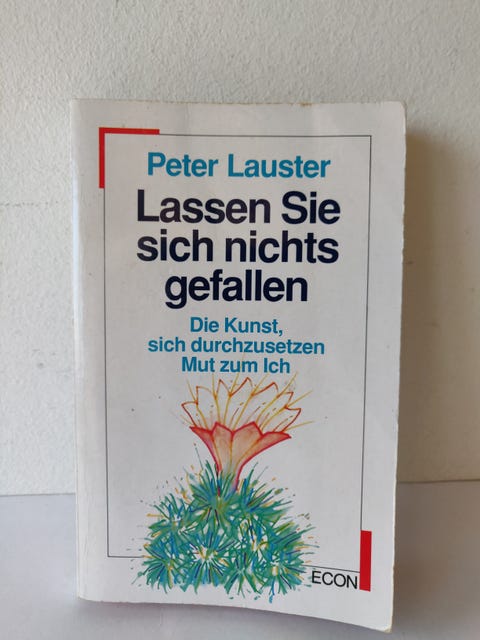 Peter Lauster
Lassen Sie
sich nichts
gefallen
Die Kunst,
sich durchzusetzen
Mut zum Ich
ECON